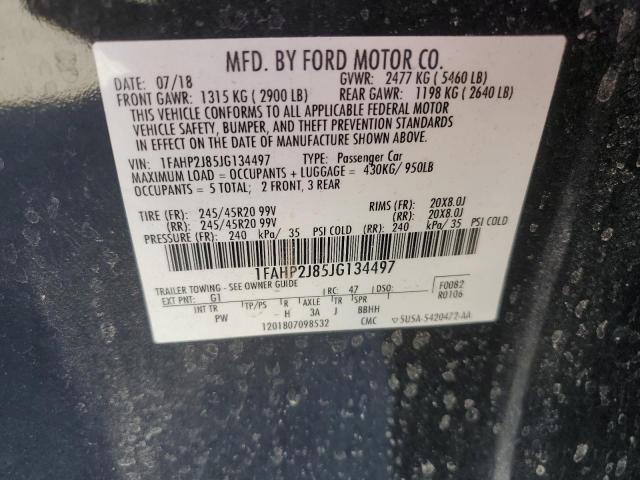 MFD. BY FORD MOTOR CO.
DATE: 07/18 GVWR: 2477 KG ( 5460 LB)
FRONT GAWR: 1315 KG ( 2900 LB) REAR GAWR: 1198 KG ( 2640 LB)
THIS VEHICLE CONFORMS TO ALL APPLICABLE FEDERAL MOTOR
VEHICLE SAFETY, BUMPER, AND THEFT PREVENTION STANDARDS
IN EFFECT ON THE DATE OF MANUFACTURE SHOWN ABOVE.
VIN: 1FAHP2J85JG134497 TYPE: Passenger Car
MAXIMUM LOAD = OCCUPANTS + LUGGAGE = 430KG/ 950LB
OCCUPANTS = 5 TOTAL; 2 FRONT, 3 REAR
TIRE (FR): 245/45R20 99V RIMS (FR): 20X8.0J
(RR): 245/45R20 99V (RR): 20X8.0J
PRESSURE (FR): 240 kPa/ 35 PSI COLD (RR): 240 kPa/ 35 PSI COLD
1FAHP2J85JG134497
TRAILER TOWING - SEE OWNER GUIDE
EXT PNT: G1 RC: 47 DSO: F0082
R0106
INT TR TP/PS R AXLE TR SPR
PW H 3A J BBHH
1201807098532 CMC 5USA-5420472-AA